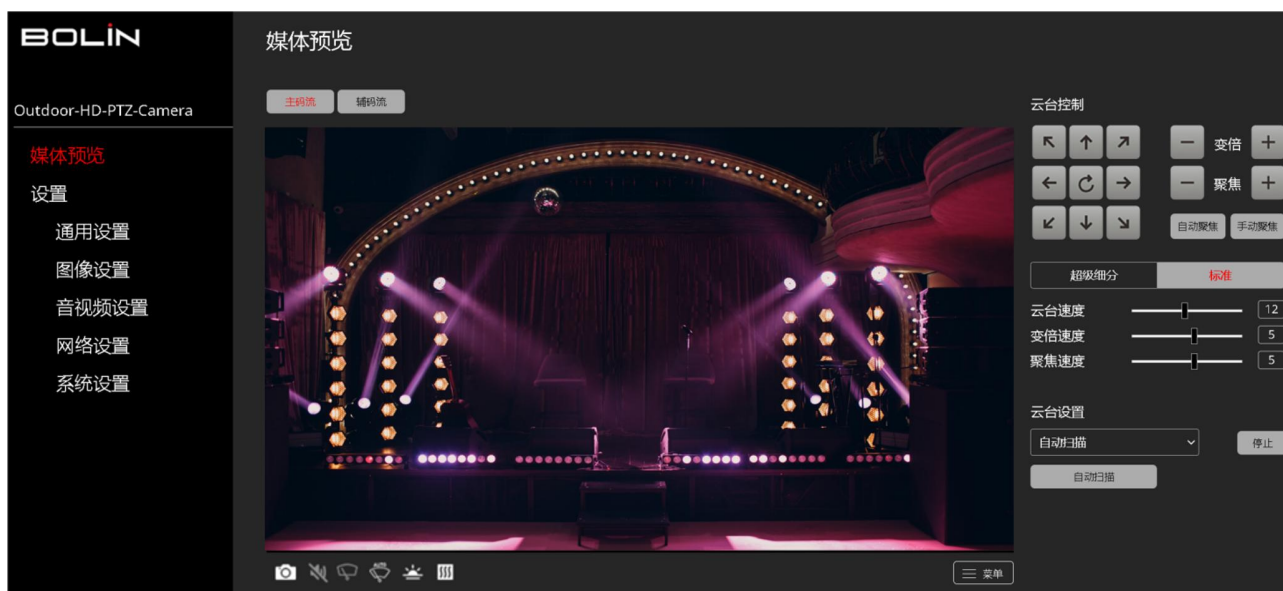 BOLIN
Outdoor-HD-PTZ-Camera
媒体预览
设置
通用设置
图像设置
音视频设置
网络设置
系统设置
媒体预览
主码流 辅码流
菜单
云台控制
变倍
聚焦
自动聚焦 手动聚焦
超级细分 标准
云台速度 12
变倍速度 5
聚焦速度 5
云台设置
自动扫描 停止
自动扫描